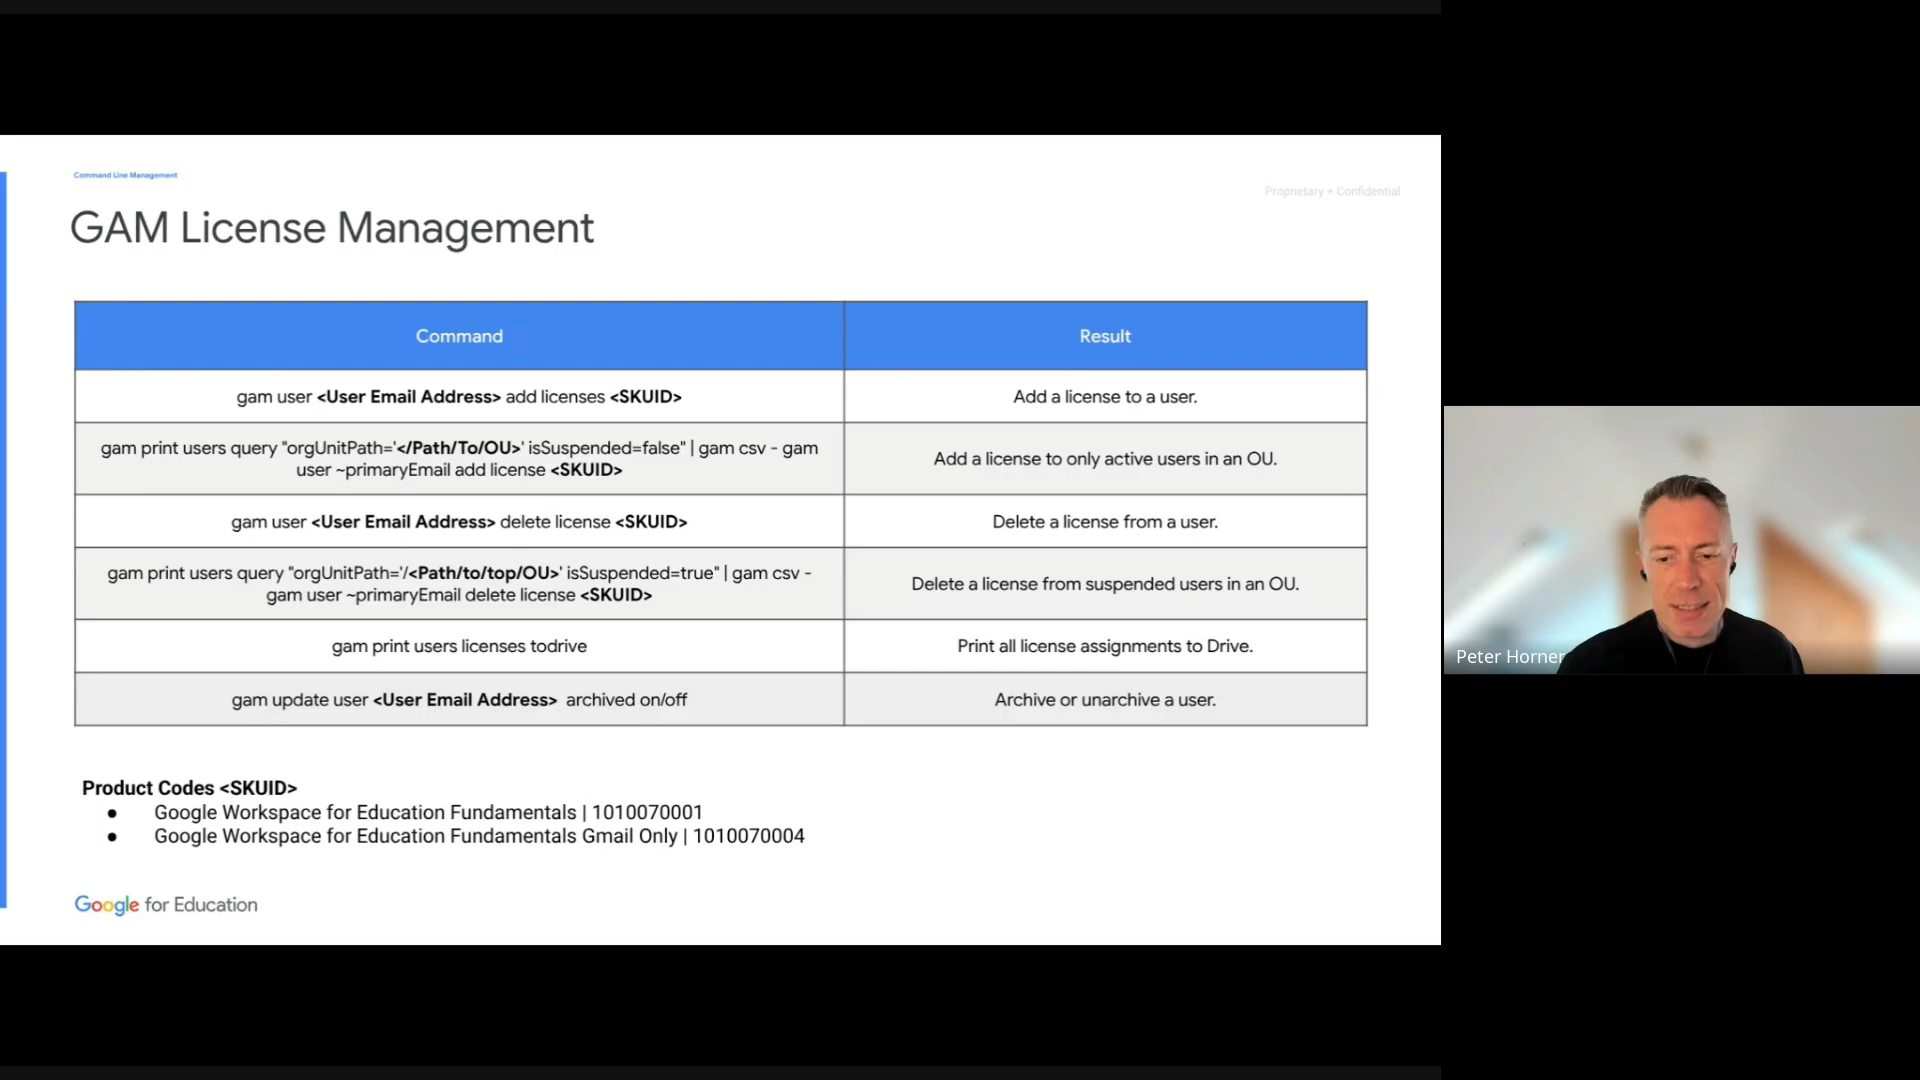 Command Line Management
Proprietary + Confidential
GAM License Management
Command
Result
gam user <User Email Address> add licenses <SKUID>
Add a license to a user.
gam print users query "orgUnitPath='</Path/To/OU>' isSuspended=false" | gam csv - gam
user ~primaryEmail add license <SKUID>
Add a license to only active users in an OU.
gam user <User Email Address> delete license <SKUID>
Delete a license from a user.
gam print users query "orgUnitPath='/<Path/to/top/OU>' isSuspended=true" | gam csv -
gam user ~primaryEmail delete license <SKUID>
Delete a license from suspended users in an OU.
gam print users licenses todrive
Print all license assignments to Drive.
gam update user <User Email Address> archived on/off
Archive or unarchive a user.
Product Codes <SKUID>
● Google Workspace for Education Fundamentals | 1010070001
● Google Workspace for Education Fundamentals Gmail Only | 1010070004
Google for Education
Peter Horner